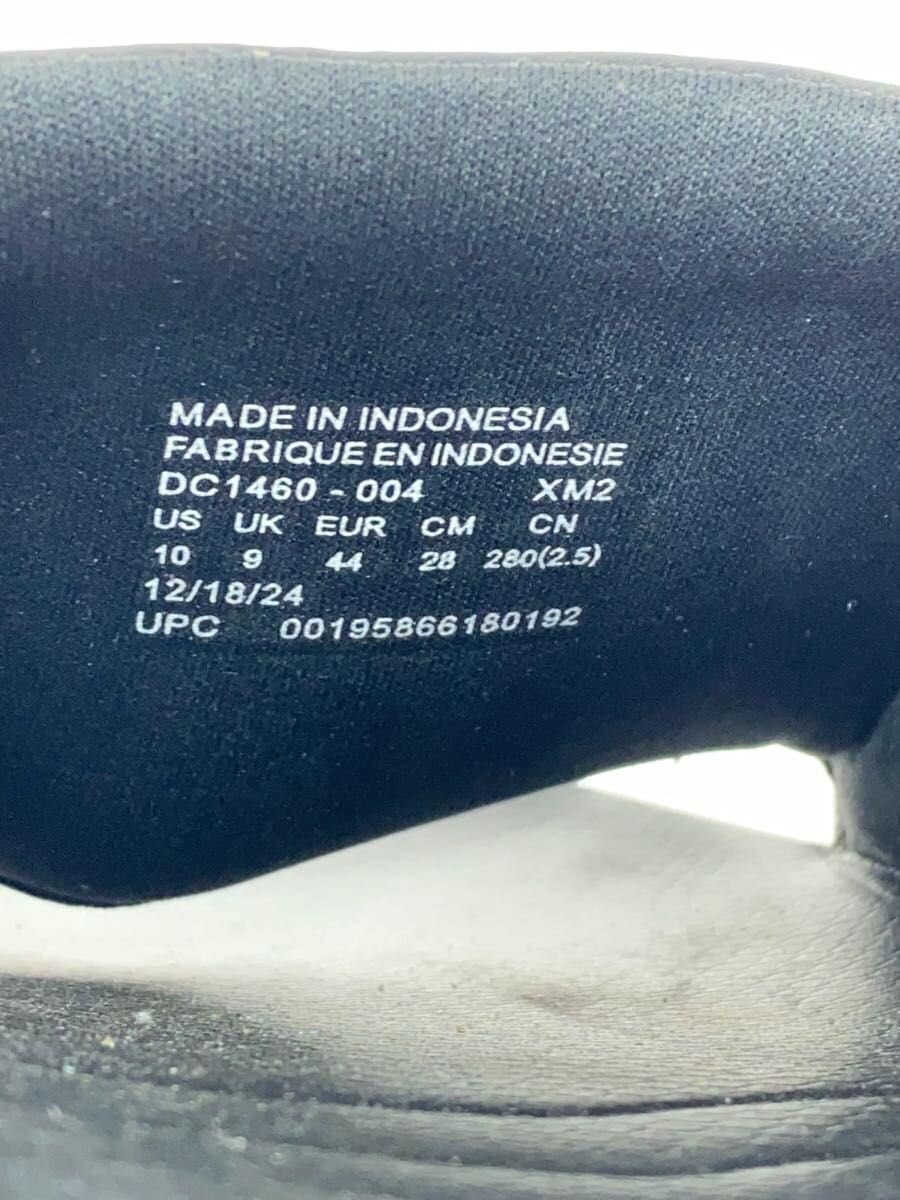 MADE IN INDONESIA
FABRIQUE EN INDONESIE
DC1460 - 004 XM2
US UK EUR CM CN
10 9 44 28 280(2.5)
12/18/24
UPC 00195866180192